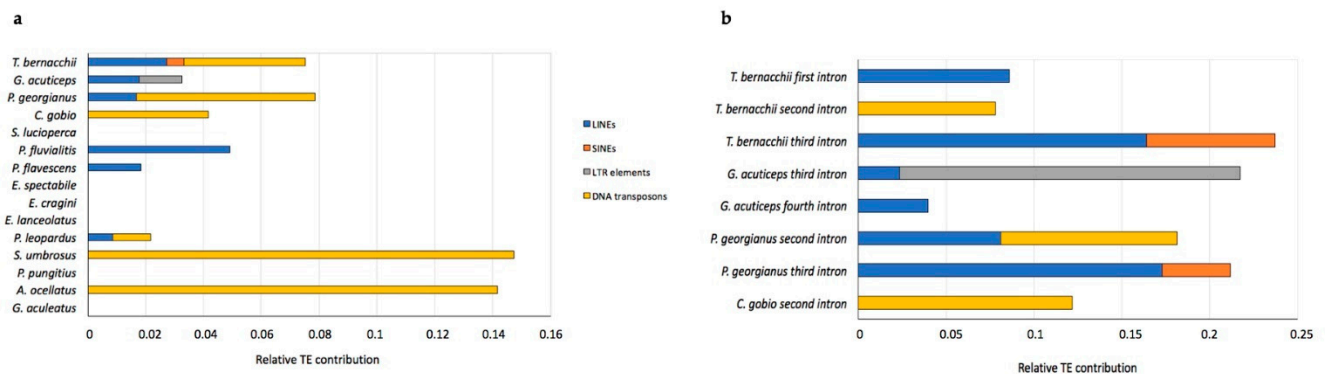 a
T. bernacchii
G. acuticeps
P. georgianus
C. gobio
S. lucioperca
P. fluvialitis
P. flavescens
E. spectabile
E. cragini
E. lanceolatus
P. leopardus
S. umbrosus
P. pungitius
A. ocellatus
G. aculeatus
0 0.02 0.04 0.06 0.08 0.1 0.12 0.14 0.16
Relative TE contribution
LINEs
SINEs
LTR elements
DNA transposons
b
T. bernacchii first intron
T. bernacchii second intron
T. bernacchii third intron
G. acuticeps third intron
G. acuticeps fourth intron
P. georgianus second intron
P. georgianus third intron
C. gobio second intron
0 0.05 0.1 0.15 0.2 0.25
Relative TE contribution